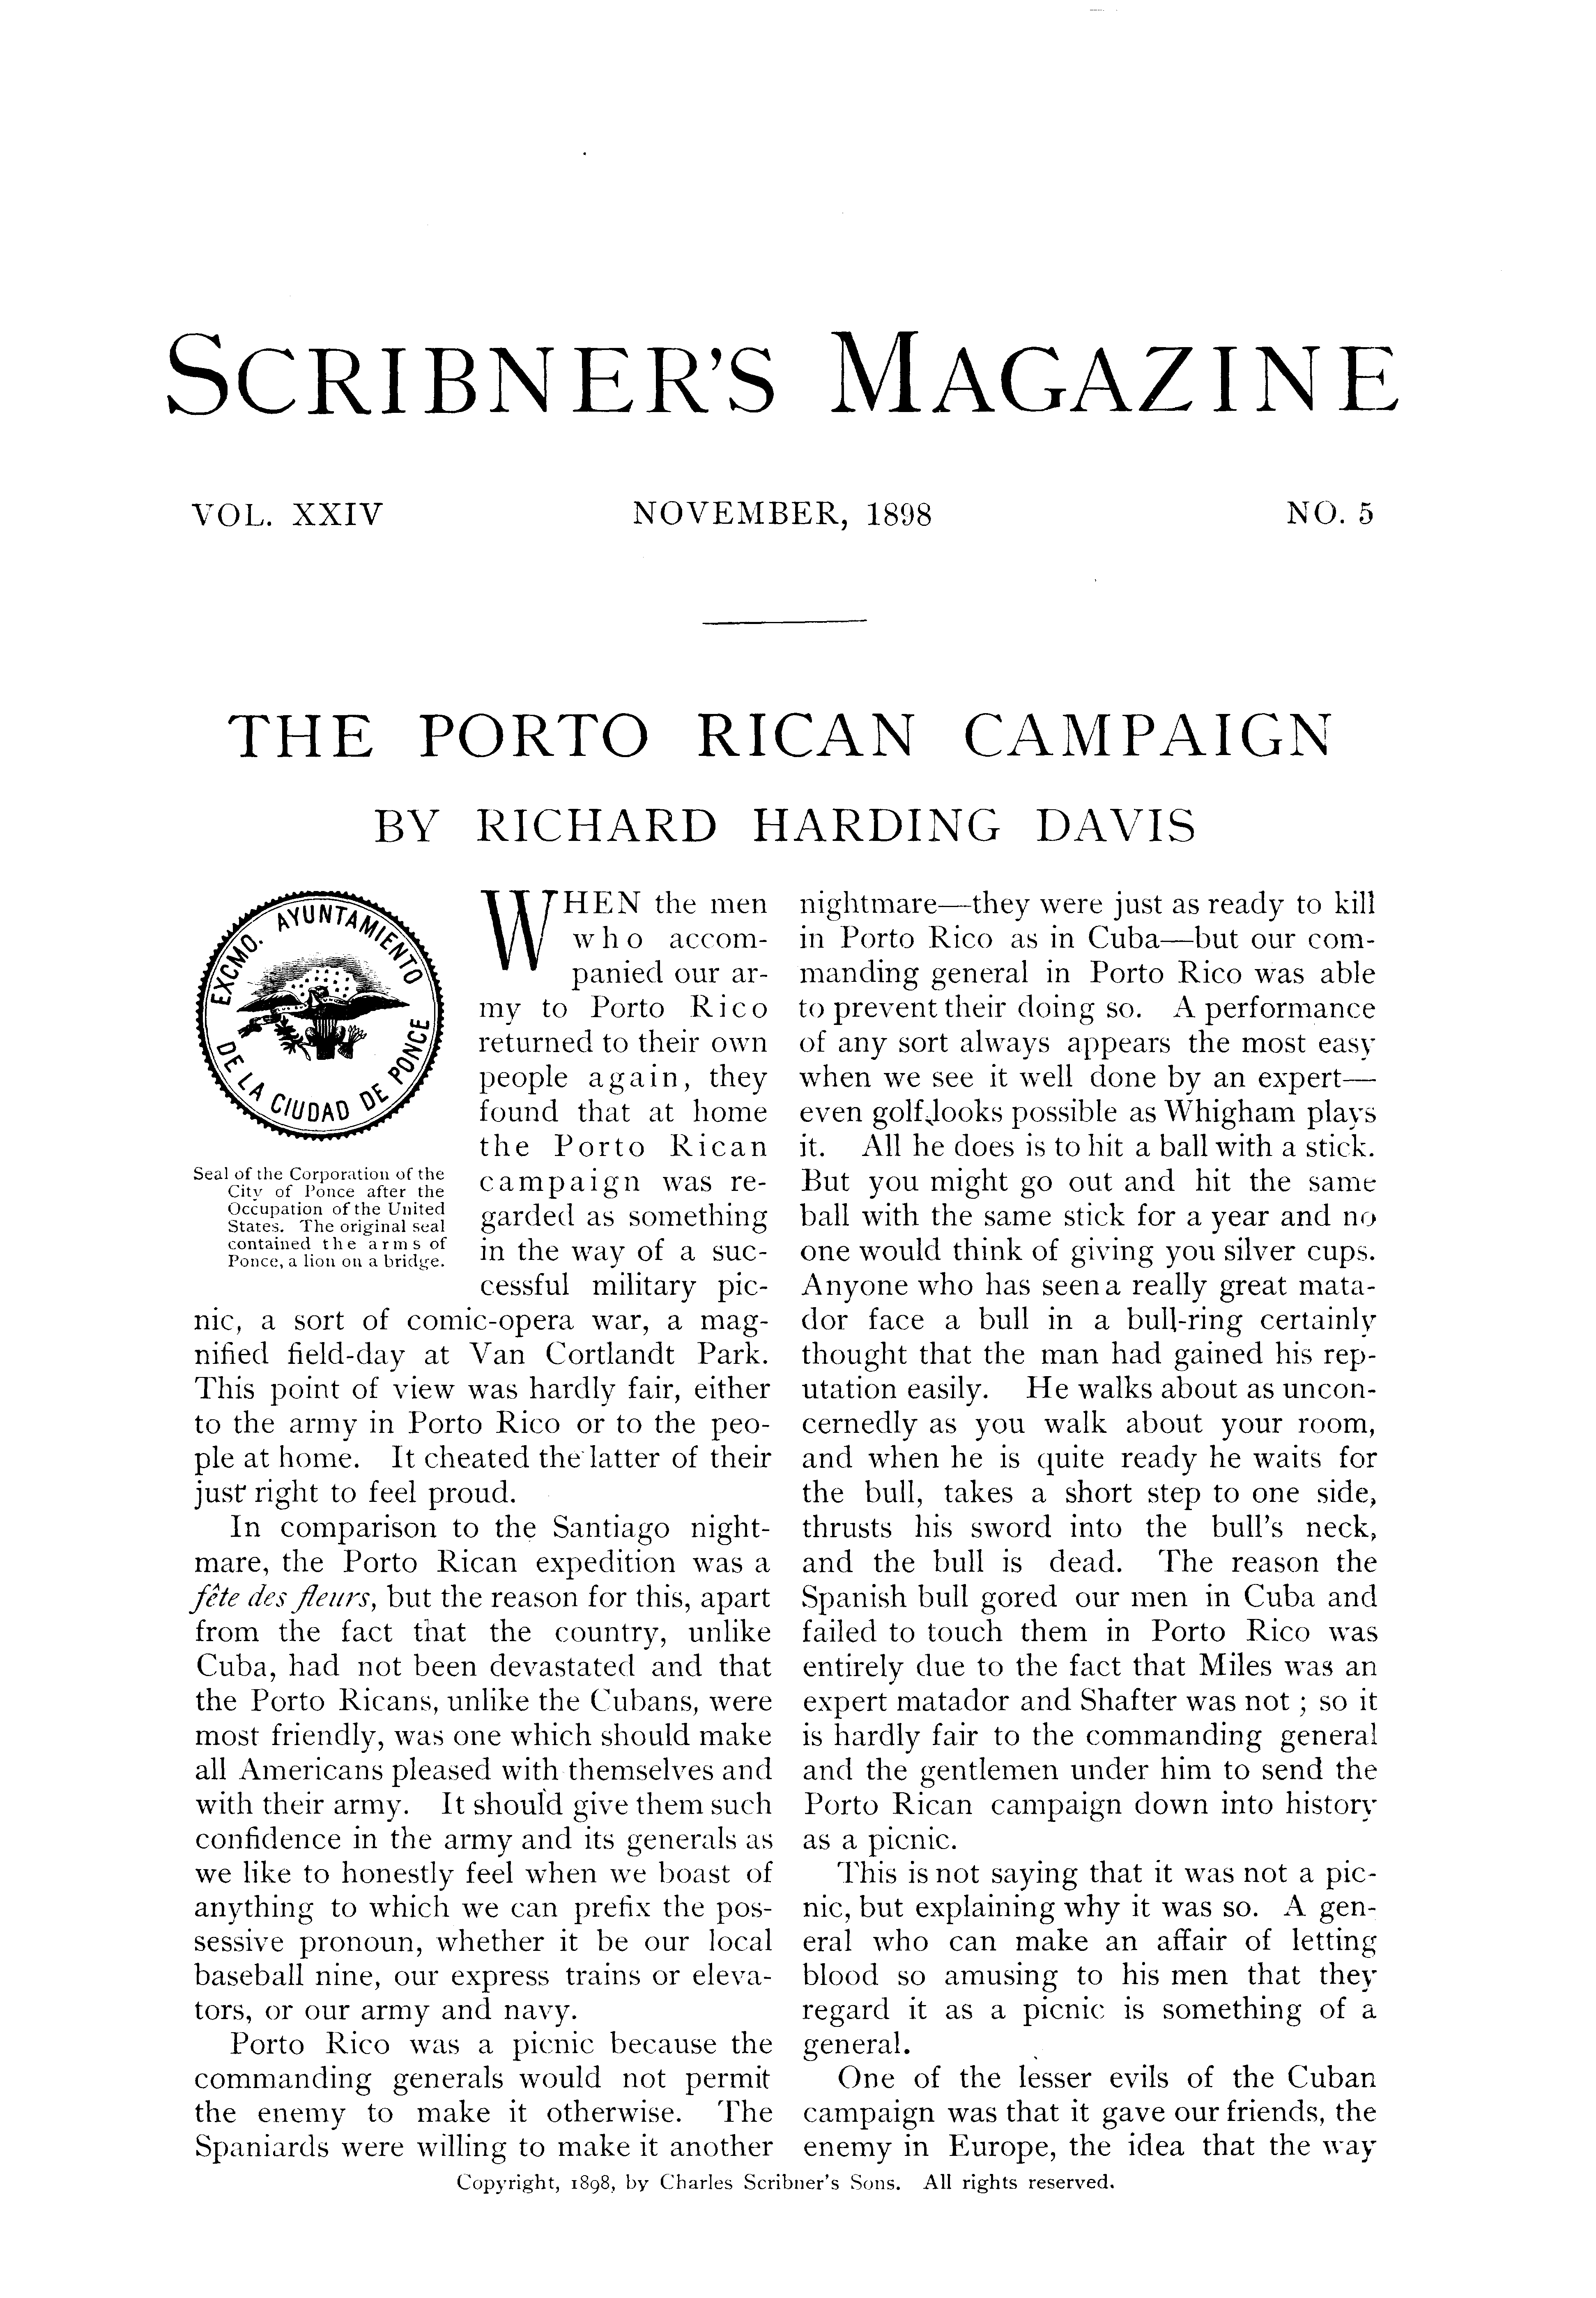 SCRIBNER'S MAGAZINE
VOL. XXIV NOVEMBER, 1898 NO. 5
THE PORTO RICAN CAMPAIGN
BY RICHARD HARDING DAVIS
EXCMO. AYUNTAMIENTO
DE LA CIUDAD DE PONCE
Seal of the Corporation of the
City of Ponce after the
Occupation of the United
States. The original seal
contained the arms of
Ponce, a lion on a bridge.
WHEN the men
who accom-
panied our ar-
my to Porto Rico
returned to their own
people again, they
found that at home
the Porto Rican
campaign was re-
garded as something
in the way of a suc-
cessful military pic-
nic, a sort of comic-opera war, a mag-
nified field-day at Van Cortlandt Park.
This point of view was hardly fair, either
to the army in Porto Rico or to the peo-
ple at home. It cheated the latter of their
just right to feel proud.
In comparison to the Santiago night-
mare, the Porto Rican expedition was a
fête des fleurs, but the reason for this, apart
from the fact that the country, unlike
Cuba, had not been devastated and that
the Porto Ricans, unlike the Cubans, were
most friendly, was one which should make
all Americans pleased with themselves and
with their army. It should give them such
confidence in the army and its generals as
we like to honestly feel when we boast of
anything to which we can prefix the pos-
sessive pronoun, whether it be our local
baseball nine, our express trains or eleva-
tors, or our army and navy.
Porto Rico was a picnic because the
commanding generals would not permit
the enemy to make it otherwise. The
Spaniards were willing to make it another
nightmare—they were just as ready to kill
in Porto Rico as in Cuba—but our com-
manding general in Porto Rico was able
to prevent their doing so. A performance
of any sort always appears the most easy
when we see it well done by an expert—
even golf looks possible as Whigham plays
it. All he does is to hit a ball with a stick.
But you might go out and hit the same
ball with the same stick for a year and no
one would think of giving you silver cups.
Anyone who has seen a really great mata-
dor face a bull in a bull-ring certainly
thought that the man had gained his rep-
utation easily. He walks about as uncon-
cernedly as you walk about your room,
and when he is quite ready he waits for
the bull, takes a short step to one side,
thrusts his sword into the bull's neck,
and the bull is dead. The reason the
Spanish bull gored our men in Cuba and
failed to touch them in Porto Rico was
entirely due to the fact that Miles was an
expert matador and Shafter was not; so it
is hardly fair to the commanding general
and the gentlemen under him to send the
Porto Rican campaign down into history
as a picnic.
This is not saying that it was not a pic-
nic, but explaining why it was so. A gen-
eral who can make an affair of letting
blood so amusing to his men that they
regard it as a picnic is something of a
general.
One of the lesser evils of the Cuban
campaign was that it gave our friends, the
enemy in Europe, the idea that the way
Copyright, 1898, by Charles Scribner's Sons. All rights reserved.